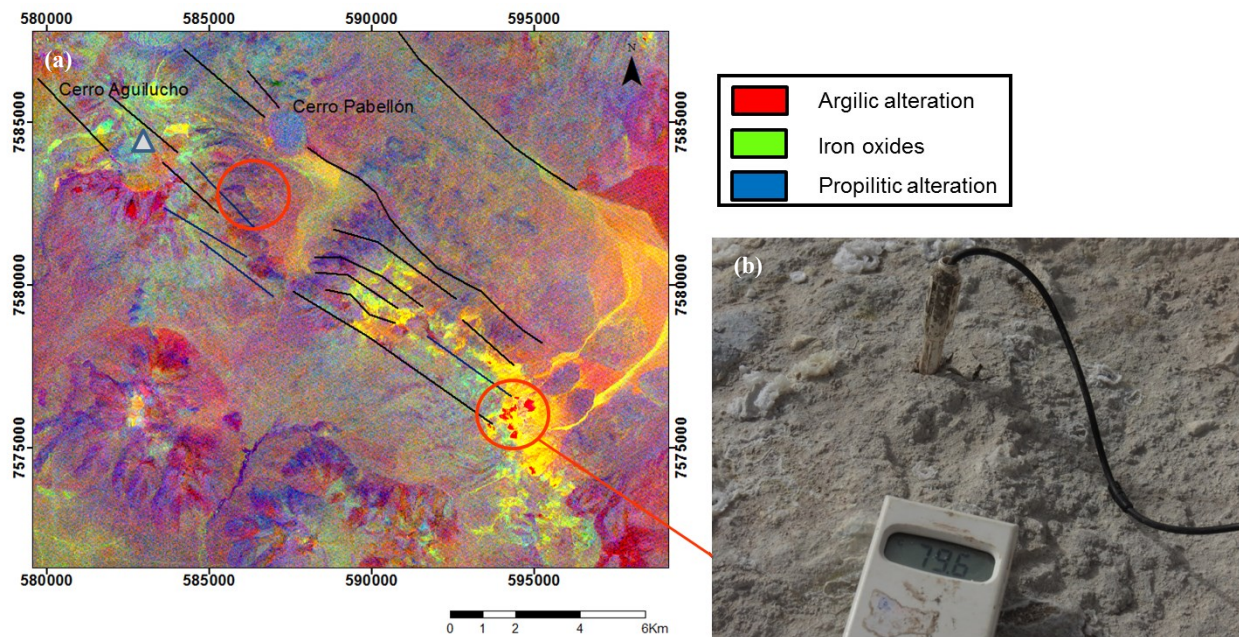 580000 585000 590000 595000
(a)
N
Cerro Aguilucho
Cerro Pabellón
585000
7585000
7580000
7580000
7575000
7575000
580000 585000 590000 595000
0 1 2 4 6Km
Argilic alteration
Iron oxides
Propilitic alteration
(b)
79.6